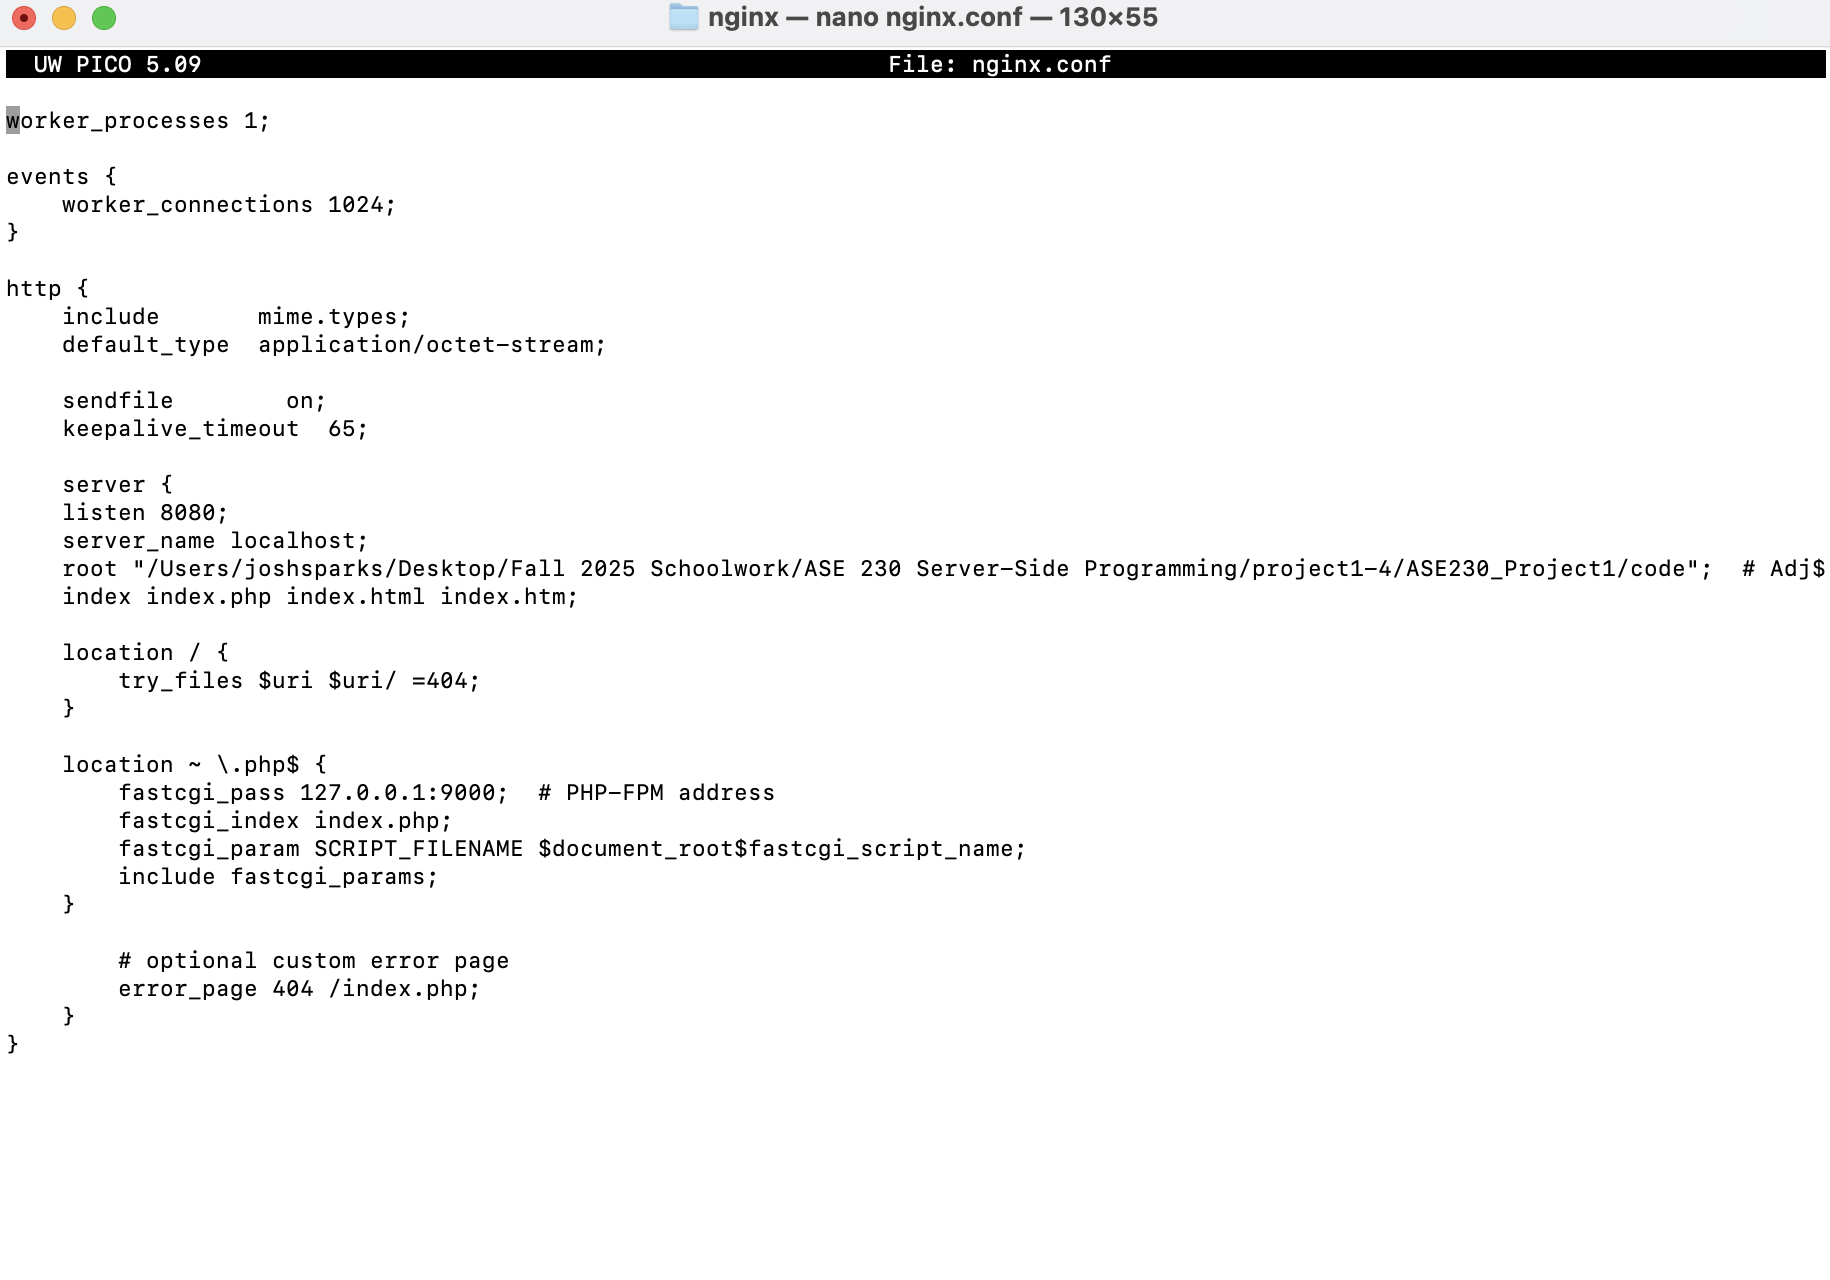 nginx — nano nginx.conf — 130×55
UW PICO 5.09 File: nginx.conf
worker_processes 1;
events {
worker_connections 1024;
}
http {
include mime.types;
default_type application/octet-stream;
sendfile on;
keepalive_timeout 65;
server {
listen 8080;
server_name localhost;
root "/Users/joshsparks/Desktop/Fall 2025 Schoolwork/ASE 230 Server-Side Programming/project1-4/ASE230_Project1/code"; # Adj$
index index.php index.html index.htm;
location / {
try_files $uri $uri/ =404;
}
location ~ \.php$ {
fastcgi_pass 127.0.0.1:9000; # PHP-FPM address
fastcgi_index index.php;
fastcgi_param SCRIPT_FILENAME $document_root$fastcgi_script_name;
include fastcgi_params;
}
# optional custom error page
error_page 404 /index.php;
}
}